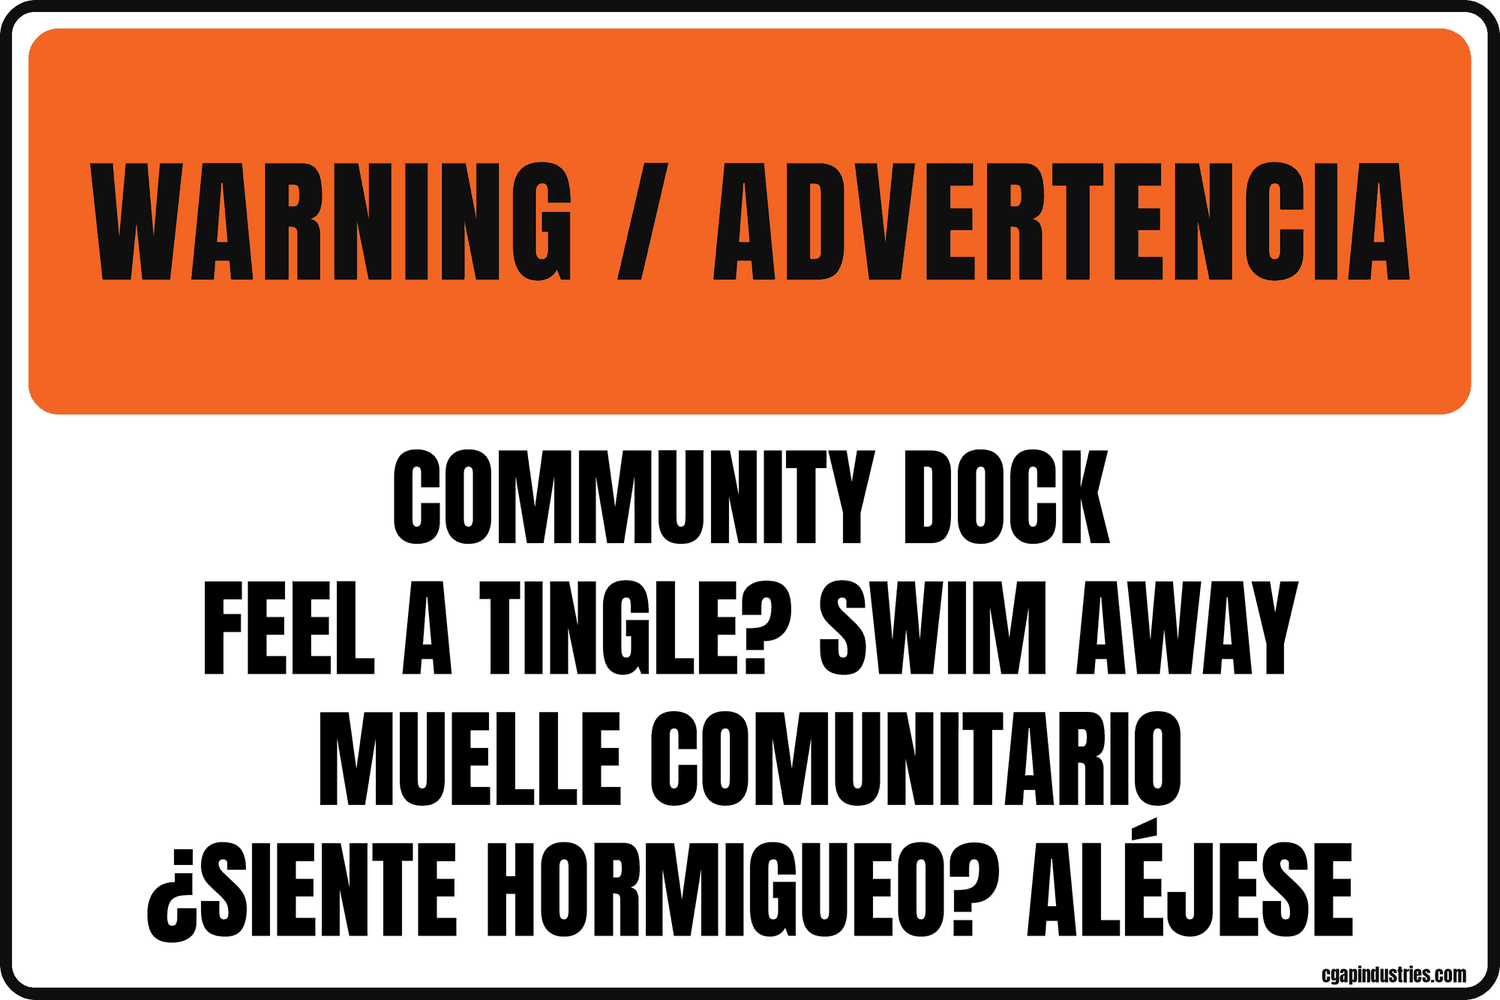 WARNING / ADVERTENCIA
COMMUNITY DOCK
FEEL A TINGLE? SWIM AWAY
MUELLE COMUNITARIO
¿SIENTE HORMIGUEO? ALÉJESE
cgapindustries.com